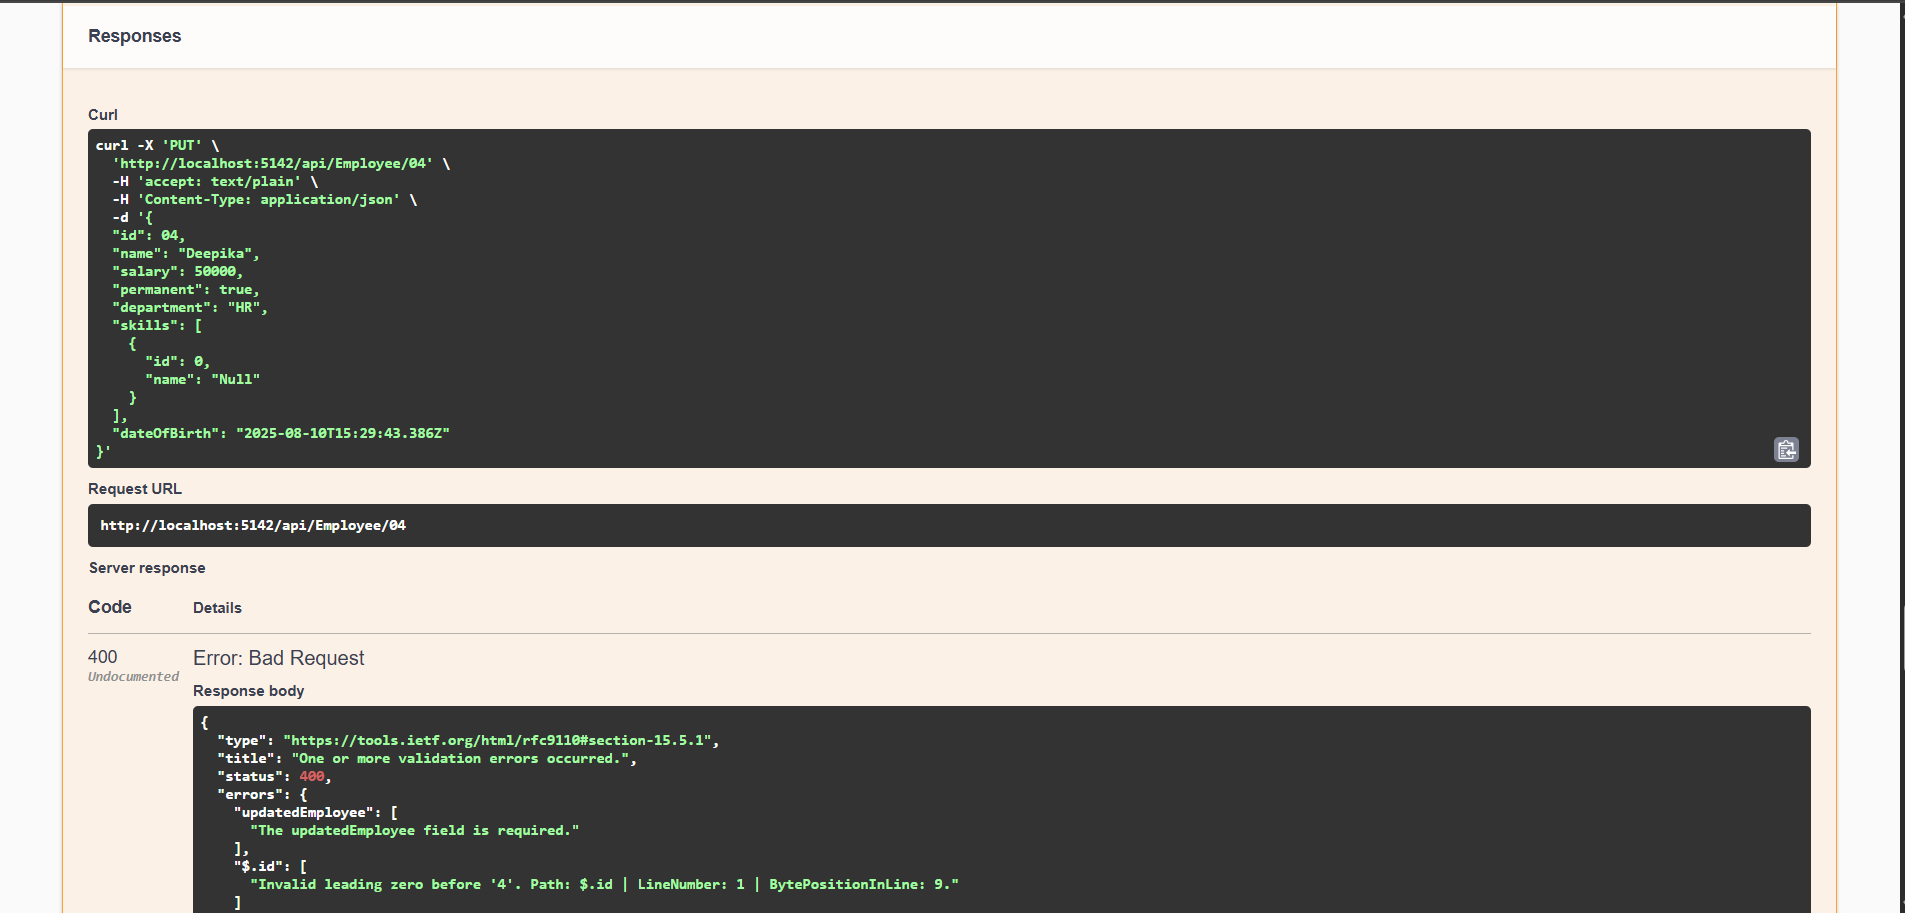 Responses
Curl
curl -X 'PUT' \
  'http://localhost:5142/api/Employee/04' \
  -H 'accept: text/plain' \
  -H 'Content-Type: application/json' \
  -d '{
  "id": 04,
  "name": "Deepika",
  "salary": 50000,
  "permanent": true,
  "department": "HR",
  "skills": [
    {
      "id": 0,
      "name": "Null"
    }
  ],
  "dateOfBirth": "2025-08-10T15:29:43.386Z"
}'
Request URL
http://localhost:5142/api/Employee/04
Server response
Code Details
400 Error: Bad Request
Undocumented
Response body
{
  "type": "https://tools.ietf.org/html/rfc9110#section-15.5.1",
  "title": "One or more validation errors occurred.",
  "status": 400,
  "errors": {
    "updatedEmployee": [
      "The updatedEmployee field is required."
    ],
    "$.id": [
      "Invalid leading zero before '4'. Path: $.id | LineNumber: 1 | BytePositionInLine: 9."
    ]